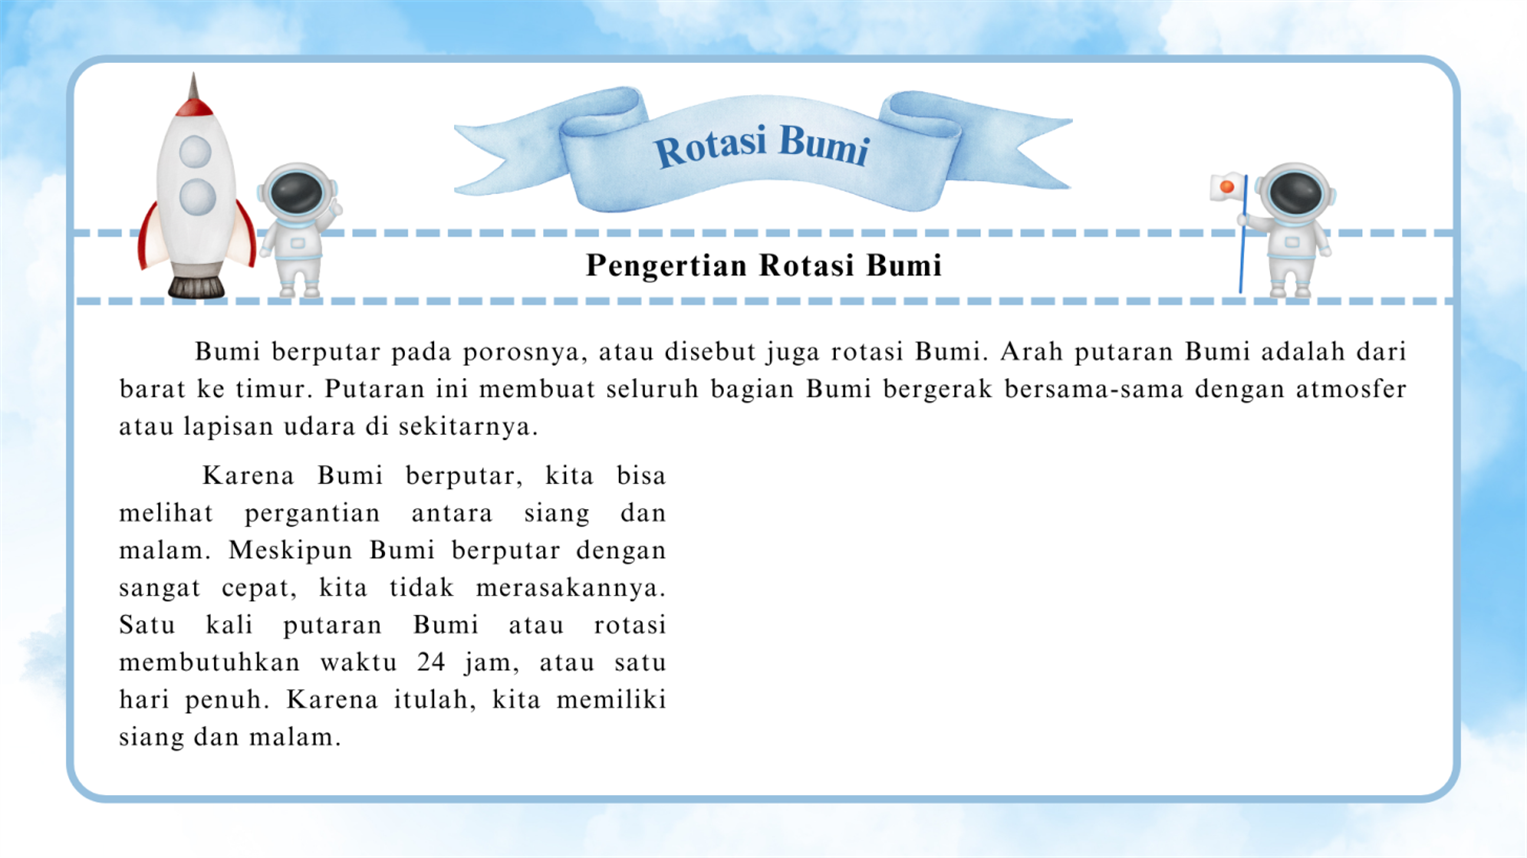 Rotasi Bumi
Pengertian Rotasi Bumi
Bumi berputar pada porosnya, atau disebut juga rotasi Bumi. Arah putaran Bumi adalah dari
barat ke timur. Putaran ini membuat seluruh bagian Bumi bergerak bersama-sama dengan atmosfer
atau lapisan udara di sekitarnya.
Karena Bumi berputar, kita bisa
melihat pergantian antara siang dan
malam. Meskipun Bumi berputar dengan
sangat cepat, kita tidak merasakannya.
Satu kali putaran Bumi atau rotasi
membutuhkan waktu 24 jam, atau satu
hari penuh. Karena itulah, kita memiliki
siang dan malam.